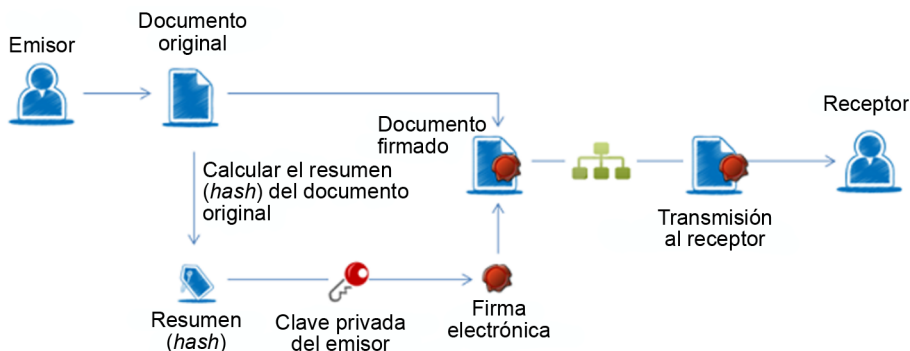 Emisor
Documento
original
Documento
firmado
Receptor
Calcular el resumen
(hash) del documento
original
Transmisión
al receptor
Resumen
(hash)
Clave privada
del emisor
Firma
electrónica